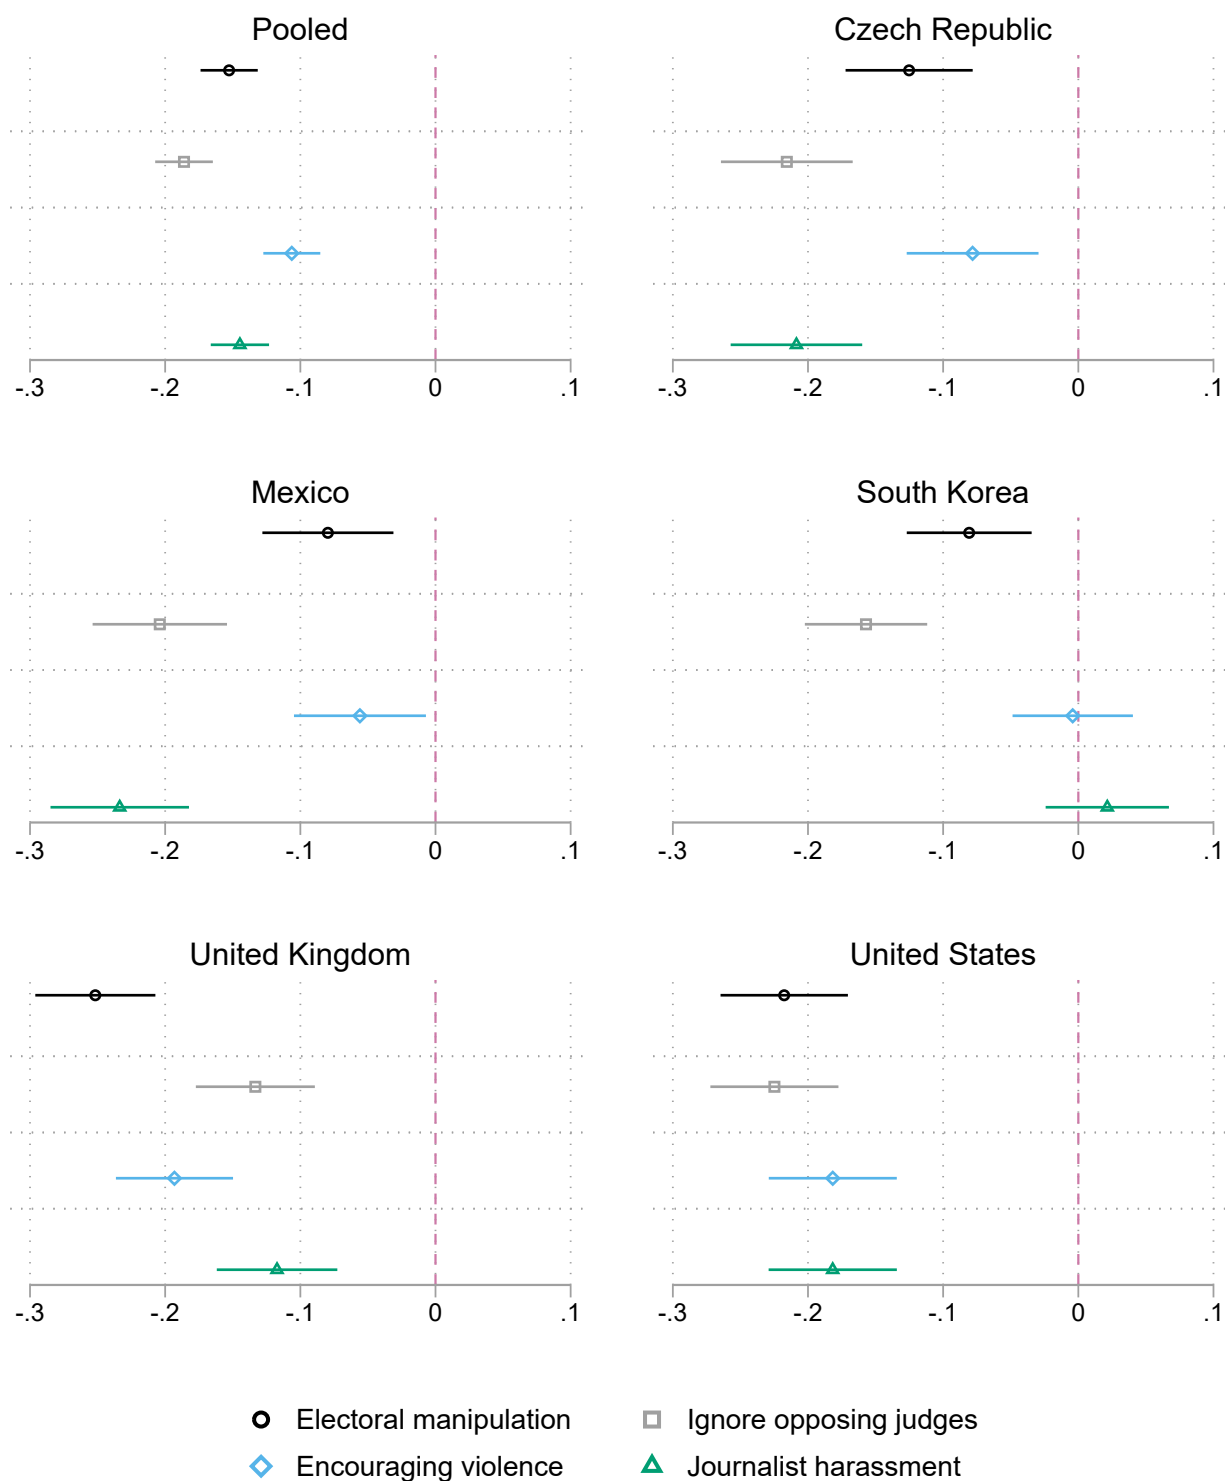 Pooled
Czech Republic
-.3 -.2 -.1 0 .1
-.3 -.2 -.1 0 .1
Mexico
South Korea
-.3 -.2 -.1 0 .1
-.3 -.2 -.1 0 .1
United Kingdom
United States
-.3 -.2 -.1 0 .1
-.3 -.2 -.1 0 .1
Electoral manipulation
Ignore opposing judges
Encouraging violence
Journalist harassment